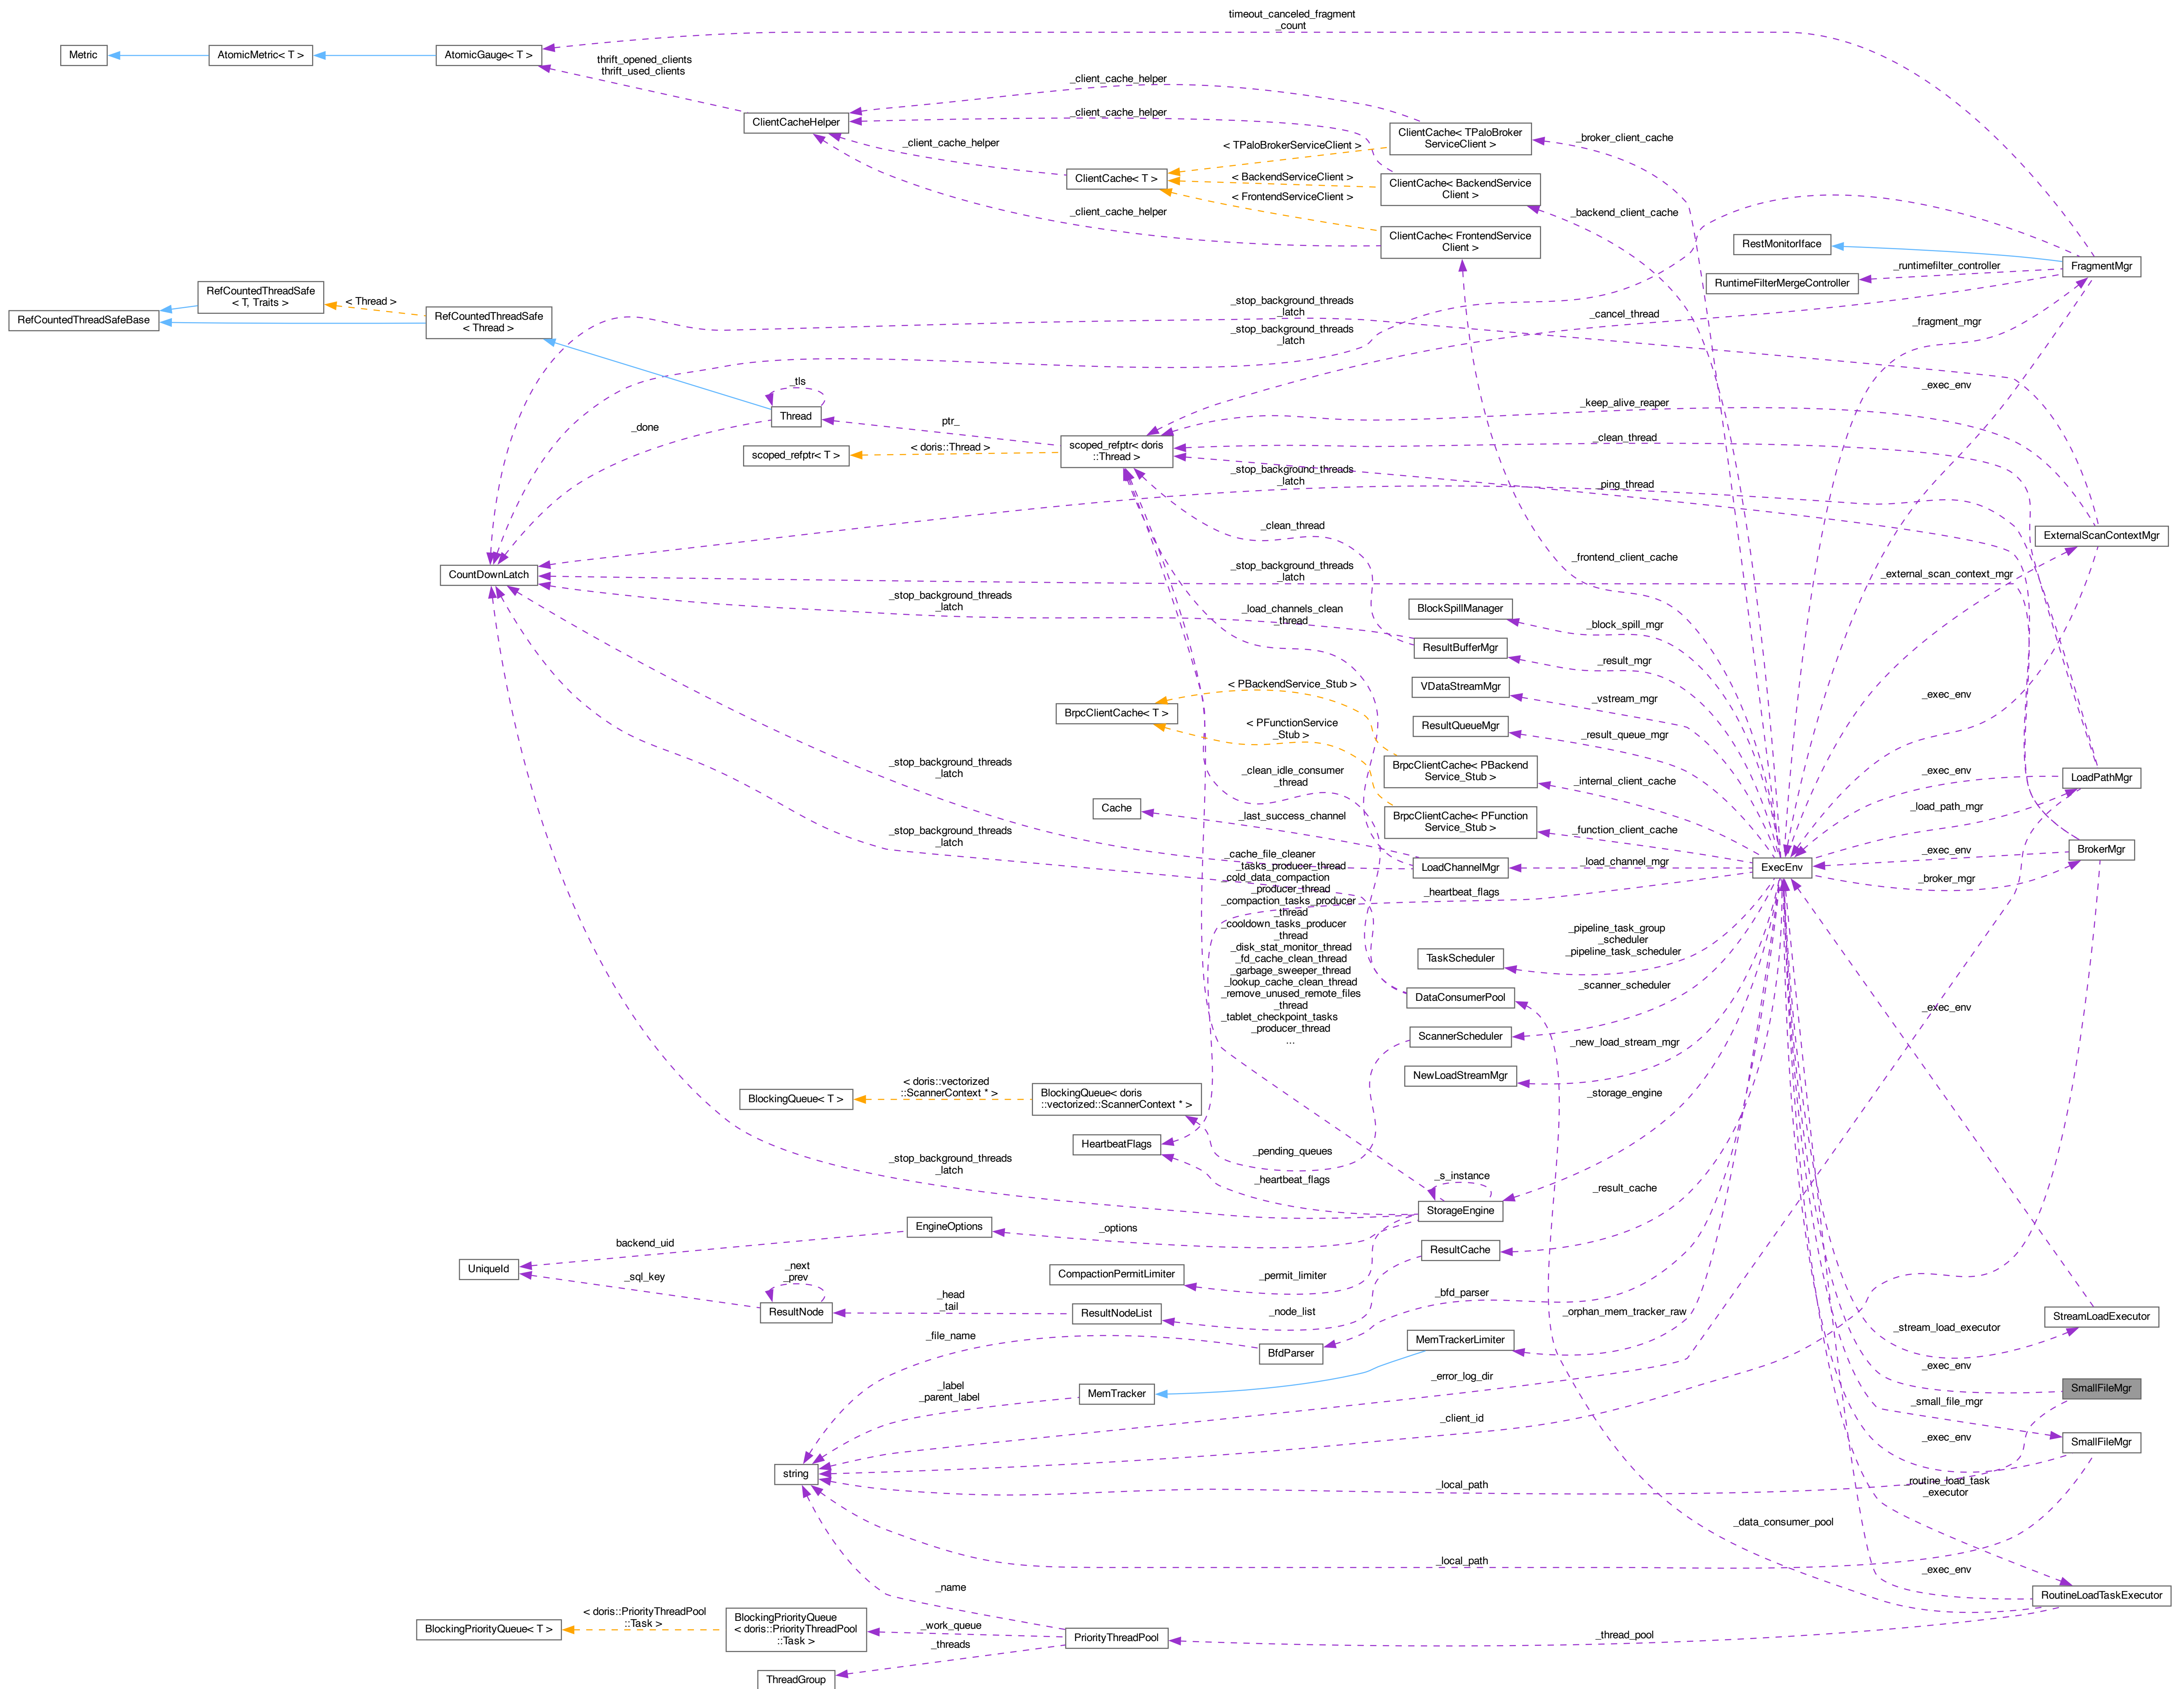 timeout_canceled_fragment
_count
Metric
AtomicMetric< T >
AtomicGauge< T >
thrift_opened_clients
thrift_used_clients
_client_cache_helper
ClientCacheHelper
_client_cache_helper
_client_cache_helper
_client_cache_helper
ClientCache< T >
< TPaloBrokerServiceClient >
< BackendServiceClient >
< FrontendServiceClient >
ClientCache< TPaloBroker
ServiceClient >
ClientCache< BackendService
Client >
ClientCache< FrontendService
Client >
_broker_client_cache
_backend_client_cache
RestMonitorIface
_runtimefilter_controller
RuntimeFilterMergeController
FragmentMgr
RefCountedThreadSafeBase
RefCountedThreadSafe
< T, Traits >
< Thread >
RefCountedThreadSafe
< Thread >
_stop_background_threads
_latch
_stop_background_threads
_latch
_cancel_thread
_fragment_mgr
_exec_env
_tls
Thread
_done
ptr_
scoped_refptr< T >
< doris::Thread >
scoped_refptr< doris
::Thread >
_keep_alive_reaper
_clean_thread
_stop_background_threads
_latch
_ping_thread
_clean_thread
ExternalScanContextMgr
_frontend_client_cache
_external_scan_context_mgr
CountDownLatch
_stop_background_threads
_latch
_stop_background_threads
_latch
_load_channels_clean
_thread
BlockSpillManager
_block_spill_mgr
ResultBufferMgr
_result_mgr
VDataStreamMgr
_vstream_mgr
_exec_env
ResultQueueMgr
_result_queue_mgr
< PBackendService_Stub >
BrpcClientCache< T >
< PFunctionService
_Stub >
BrpcClientCache< PBackend
Service_Stub >
_internal_client_cache
_exec_env
LoadPathMgr
_stop_background_threads
_latch
_clean_idle_consumer
_thread
Cache
_last_success_channel
BrpcClientCache< PFunction
Service_Stub >
_function_client_cache
_load_path_mgr
_stop_background_threads
_latch
_exec_env
BrokerMgr
LoadChannelMgr
_load_channel_mgr
ExecEnv
_broker_mgr
_heartbeat_flags
_cache_file_cleaner
_tasks_producer_thread
_cold_data_compaction
_producer_thread
_compaction_tasks_producer
_thread
_cooldown_tasks_producer
_thread
_disk_stat_monitor_thread
_fd_cache_clean_thread
_garbage_sweeper_thread
_lookup_cache_clean_thread
_remove_unused_remote_files
_thread
_tablet_checkpoint_tasks
_producer_thread
...
_pipeline_task_group
_scheduler
_pipeline_task_scheduler
TaskScheduler
_scanner_scheduler
DataConsumerPool
_exec_env
ScannerScheduler
_new_load_stream_mgr
NewLoadStreamMgr
_storage_engine
BlockingQueue< T >
< doris::vectorized
::ScannerContext * >
BlockingQueue< doris
::vectorized::ScannerContext * >
HeartbeatFlags
_pending_queues
_stop_background_threads
_latch
_heartbeat_flags
_s_instance
StorageEngine
_result_cache
EngineOptions
_options
backend_uid
ResultCache
UniqueId
_sql_key
_next
_prev
ResultNode
CompactionPermitLimiter
_permit_limiter
_head
_tail
ResultNodeList
_node_list
_bfd_parser
_orphan_mem_tracker_raw
StreamLoadExecutor
_stream_load_executor
_file_name
BfdParser
MemTrackerLimiter
_exec_env
SmallFileMgr
_label
_parent_label
MemTracker
_error_log_dir
_small_file_mgr
_client_id
_exec_env
SmallFileMgr
string
_local_path
_routine_load_task
_executor
_data_consumer_pool
_local_path
_exec_env
RoutineLoadTaskExecutor
_name
BlockingPriorityQueue< T >
< doris::PriorityThreadPool
::Task >
BlockingPriorityQueue
< doris::PriorityThreadPool
::Task >
_work_queue
_threads
PriorityThreadPool
_thread_pool
ThreadGroup